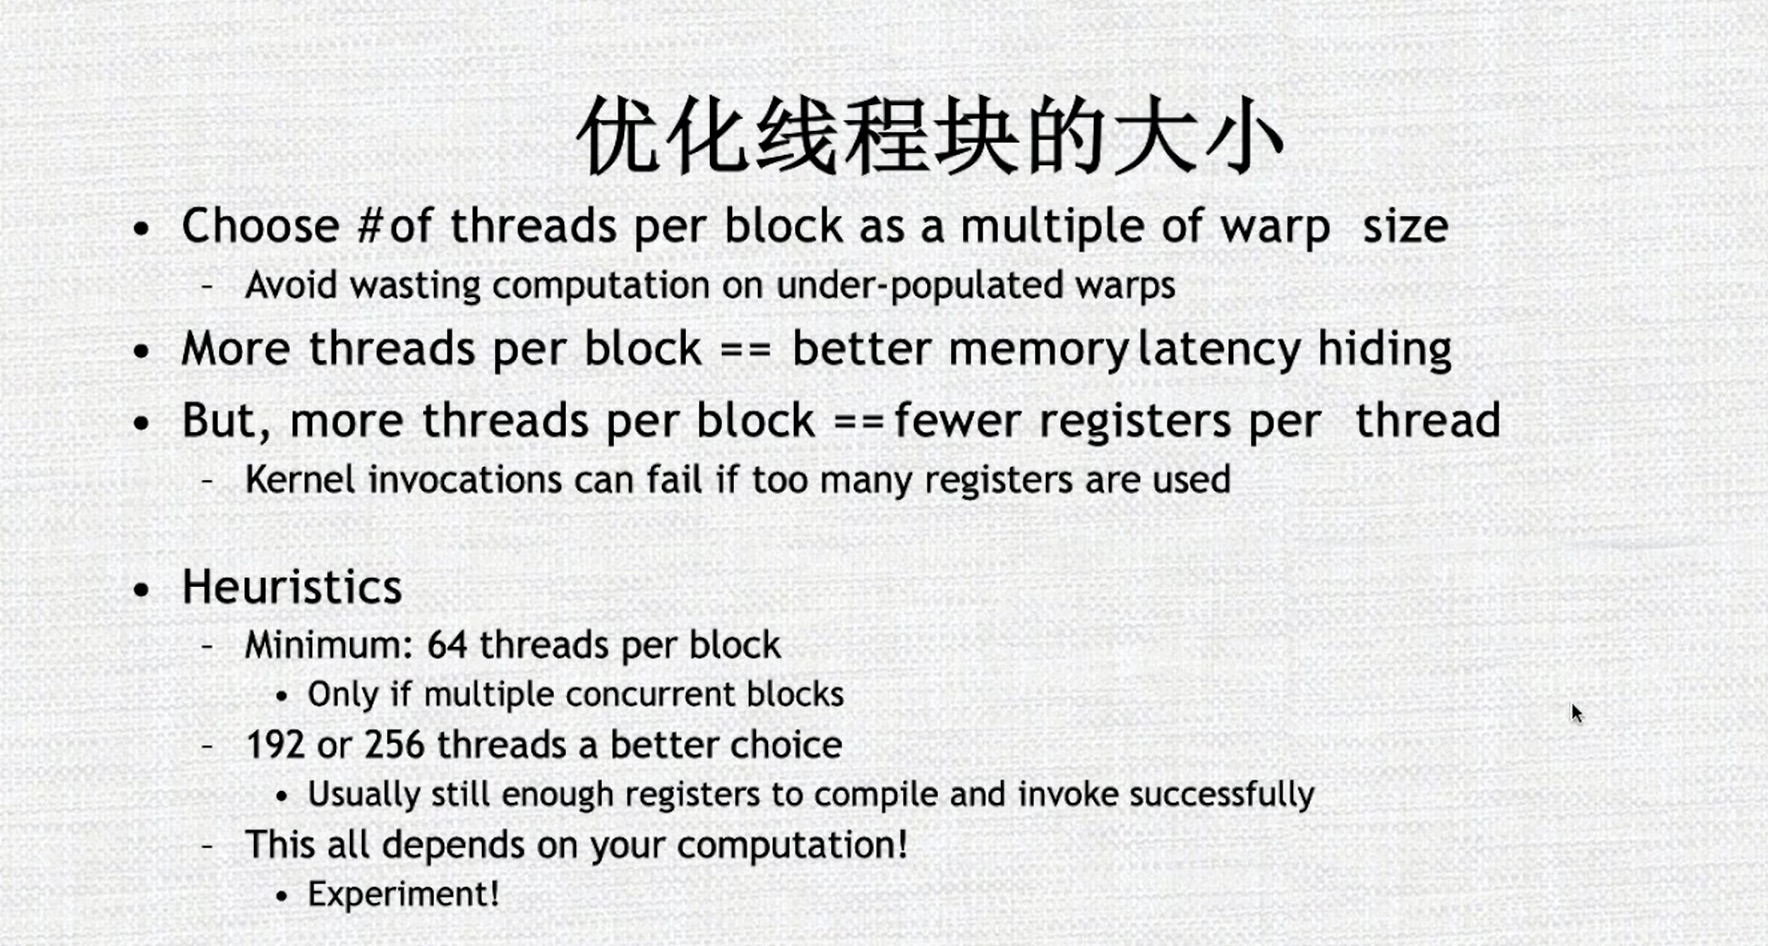 优化线程块的大小
• Choose # of threads per block as a multiple of warp size
- Avoid wasting computation on under-populated warps
• More threads per block == better memory latency hiding
• But, more threads per block == fewer registers per thread
- Kernel invocations can fail if too many registers are used
• Heuristics
- Minimum: 64 threads per block
• Only if multiple concurrent blocks
- 192 or 256 threads a better choice
• Usually still enough registers to compile and invoke successfully
- This all depends on your computation!
• Experiment!